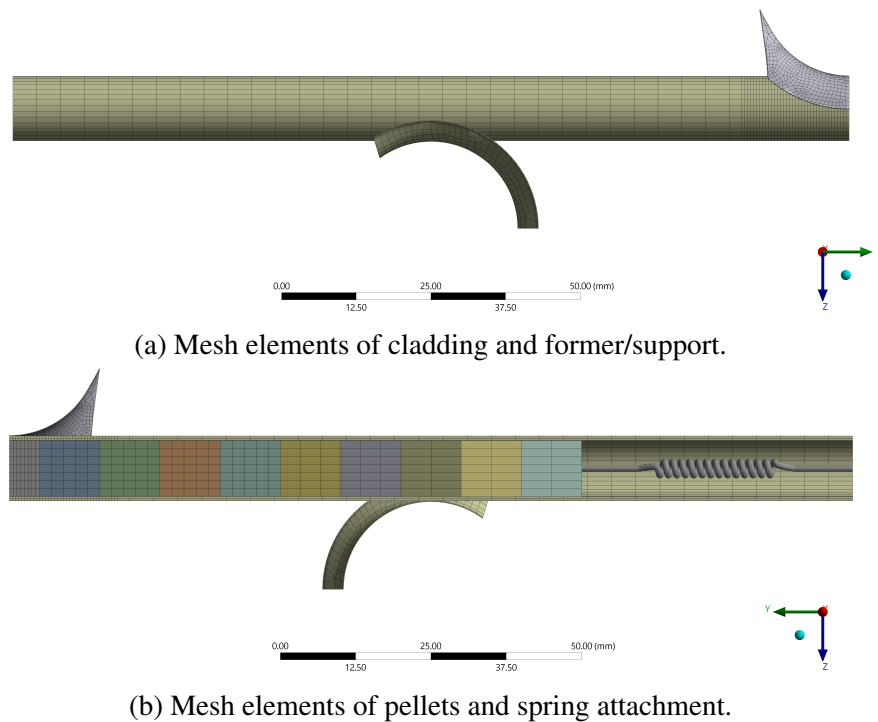 0.00 25.00 50.00 (mm)
12.50 37.50
Z
(a) Mesh elements of cladding and former/support.
Y
0.00 25.00 50.00 (mm)
12.50 37.50
Z
(b) Mesh elements of pellets and spring attachment.